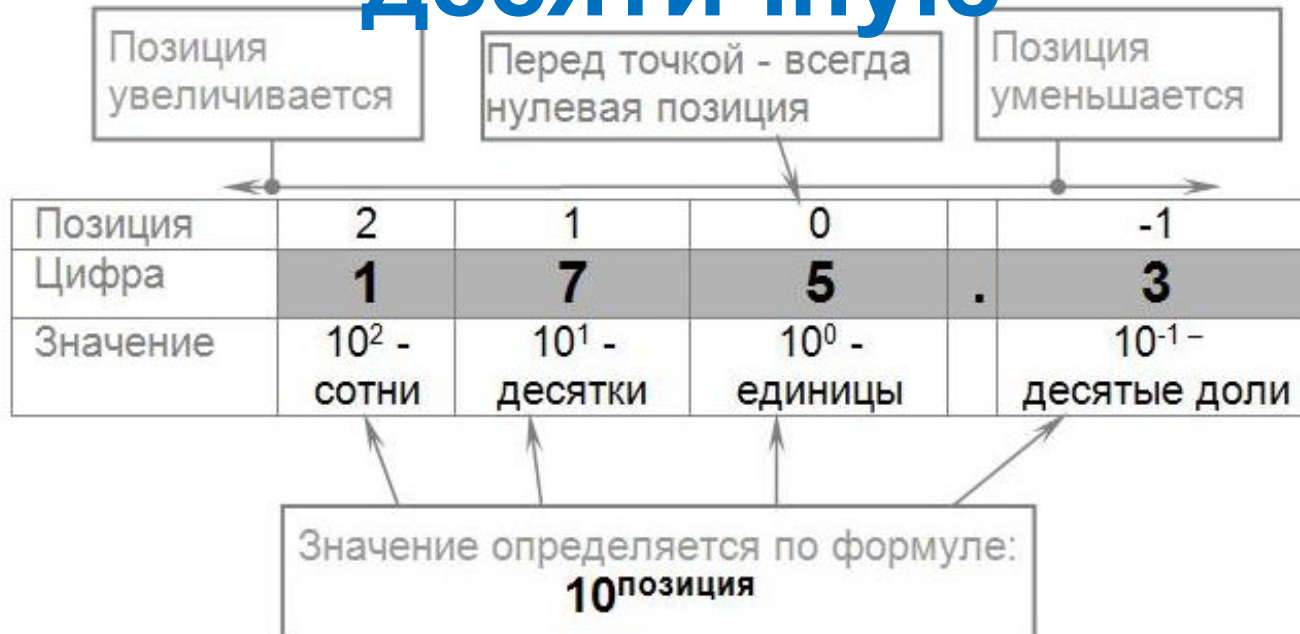 десятичную
Позиция
увеличивается
Перед точкой - всегда
нулевая позиция
Позиция
уменьшается
Позиция 2 1 0 -1
Цифра 1 7 5 . 3
Значение 10² - 10¹ - 10⁰ - 10⁻¹ –
сотни десятки единицы десятые доли
Значение определяется по формуле:
10позиция